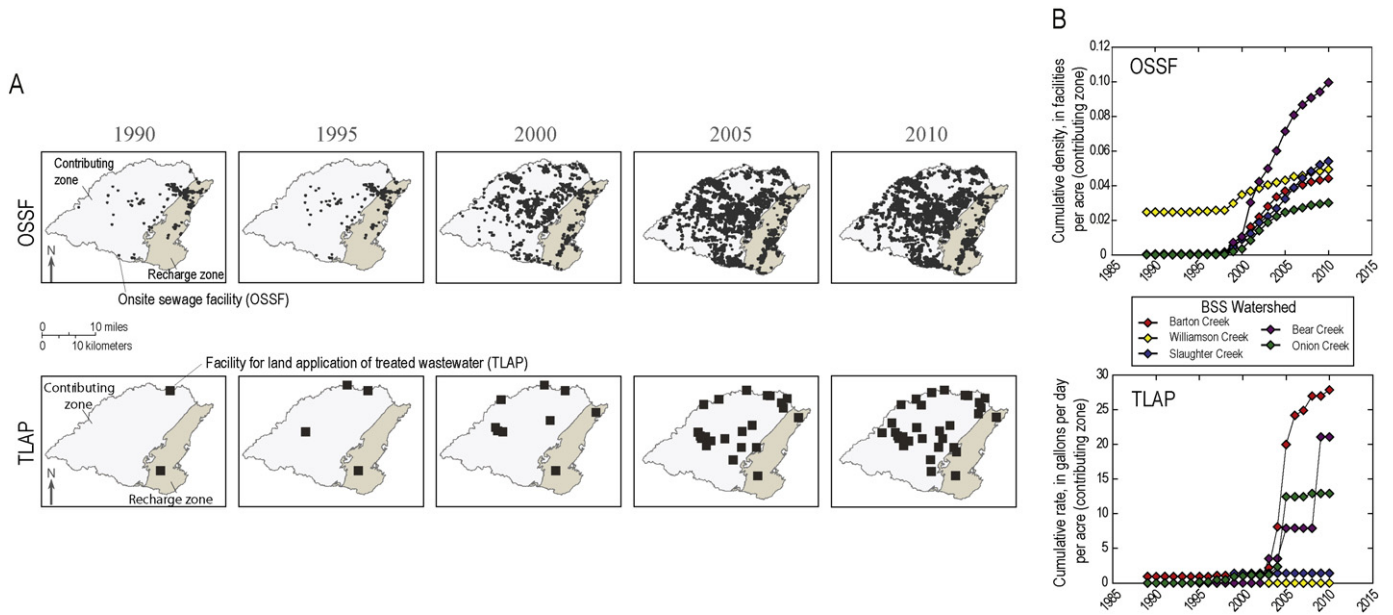 A
1990
1995
2000
2005
2010
OSSF
Contributing
zone
N
Recharge zone
Onsite sewage facility (OSSF)
0 10 miles
0 10 kilometers
Facility for land application of treated wastewater (TLAP)
TLAP
Contributing
zone
N
Recharge zone
B
OSSF
Cumulative density, in facilities
per acre (contributing zone)
0.12
0.10
0.08
0.06
0.04
0.02
0
1985
1990
1995
2000
2005
2010
2015
BSS Watershed
Barton Creek
Williamson Creek
Slaughter Creek
Bear Creek
Onion Creek
TLAP
Cumulative rate, in gallons per day
per acre (contributing zone)
30
25
20
15
10
5
0
1985
1990
1995
2000
2005
2010
2015